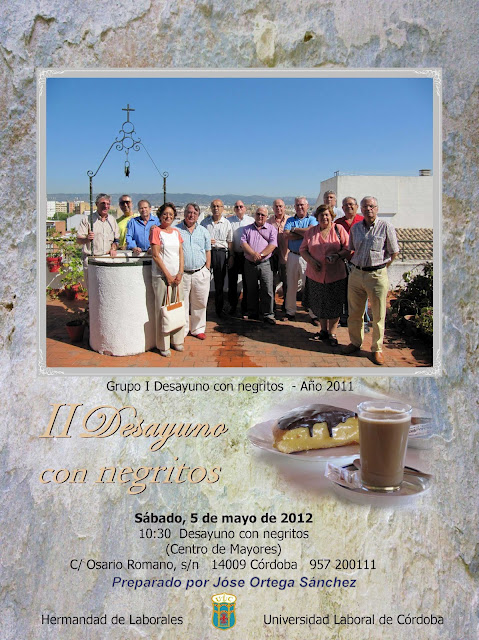 Grupo I Desayuno con negritos - Año 2011
II Desayuno
con negritos
Sábado, 5 de mayo de 2012
10:30 Desayuno con negritos
(Centro de Mayores)
C/ Osario Romano, s/n 14009 Córdoba 957 200111
Preparado por Jóse Ortega Sánchez
Hermandad de Laborales
Universidad Laboral de Córdoba